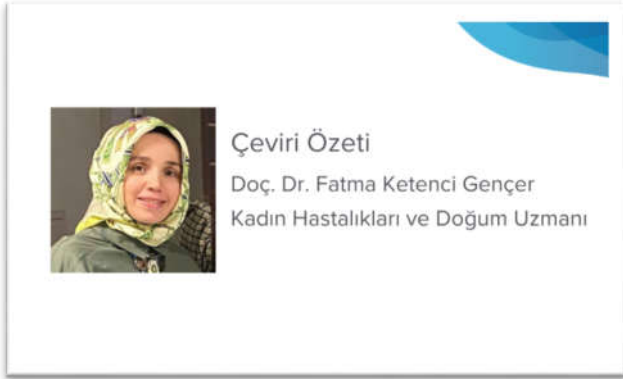 Çeviri Özeti
Doç. Dr. Fatma Ketenci Gençer
Kadın Hastalıkları ve Doğum Uzmanı